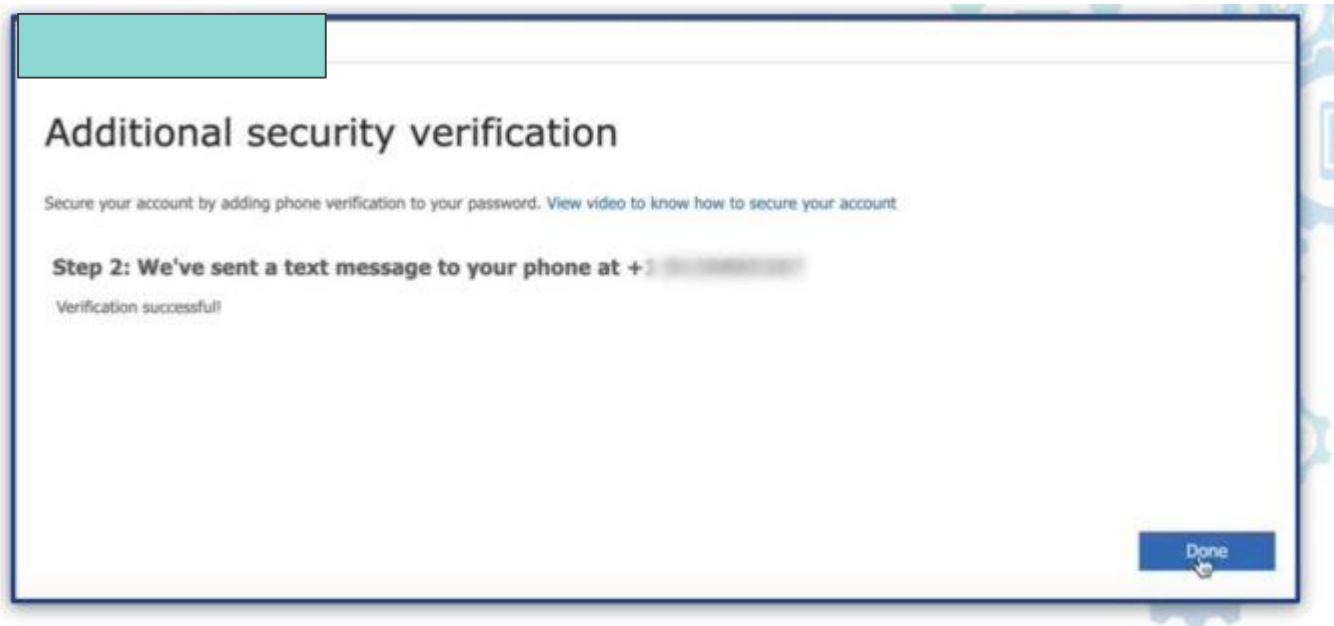 Additional security verification
Secure your account by adding phone verification to your password. View video to know how to secure your account
Step 2: We've sent a text message to your phone at +
Verification successful!
Done